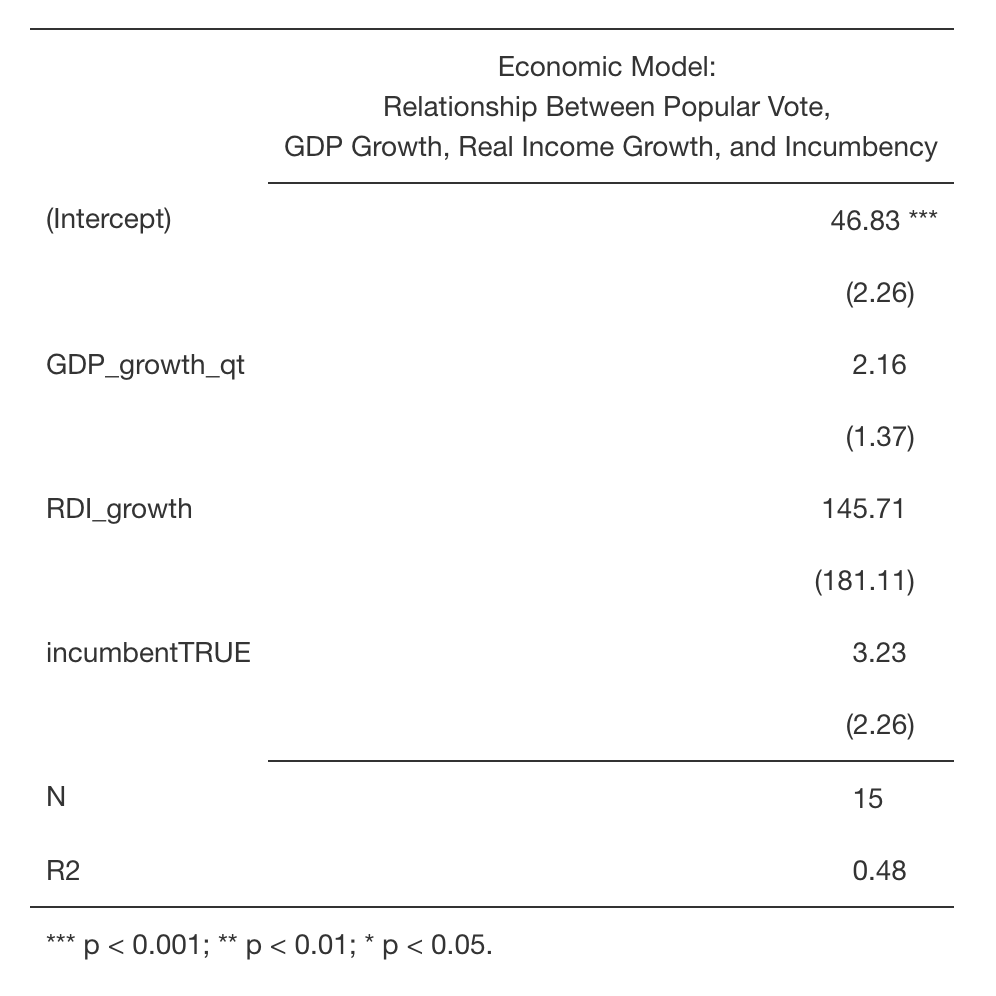 Economic Model:
Relationship Between Popular Vote,
GDP Growth, Real Income Growth, and Incumbency
(Intercept) 46.83 ***
(2.26)
GDP_growth_qt 2.16
(1.37)
RDI_growth 145.71
(181.11)
incumbentTRUE 3.23
(2.26)
N 15
R2 0.48
*** p < 0.001; ** p < 0.01; * p < 0.05.